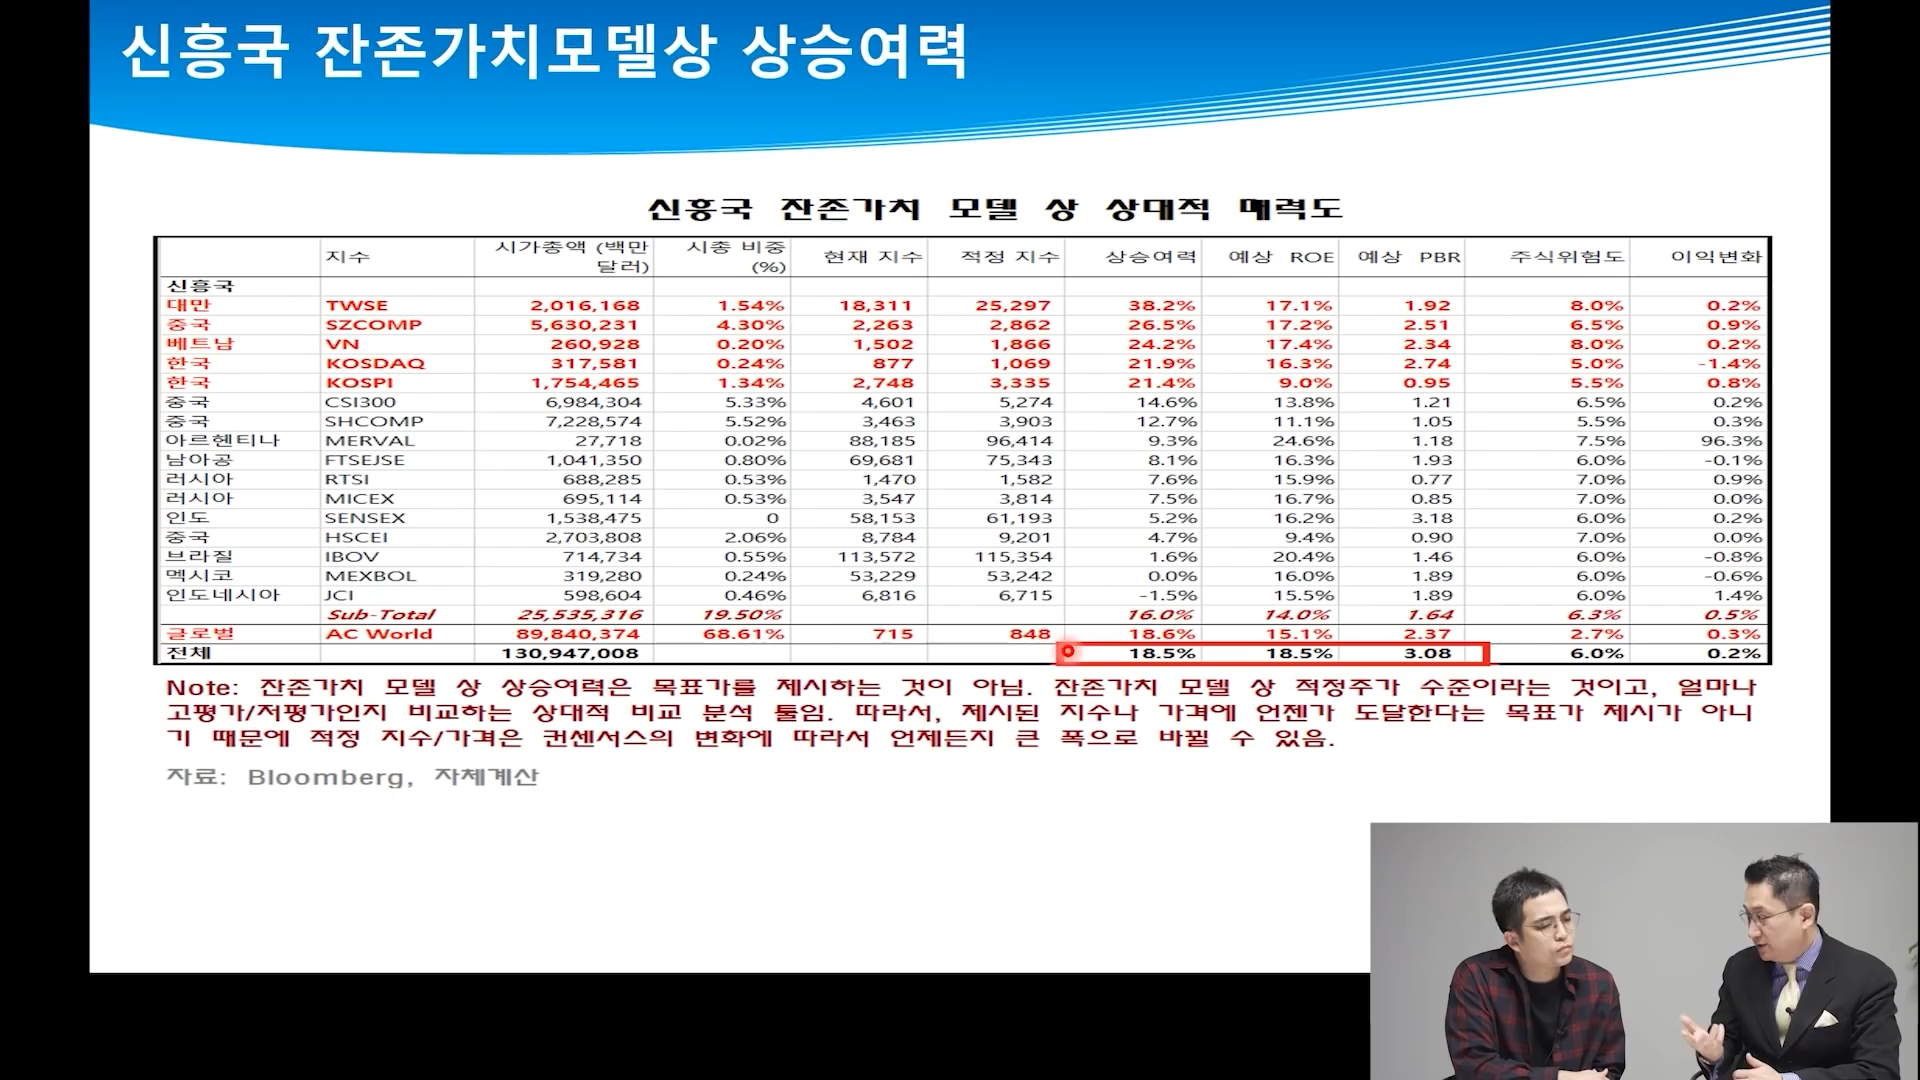 신흥국 잔존가치모델상 상승여력
신흥국 잔존가치 모델 상 상대적 매력도
지수 시가총액 (백만달러) 시총 비중 (%) 현재 지수 적정 지수 상승여력 예상 ROE 예상 PBR 주식위험도 이익변화
신흥국
대만 TWSE 2,016,168 1.54% 18,311 25,297 38.2% 17.1% 1.92 8.0% 0.2%
중국 SZCOMP 5,630,231 4.30% 2,263 2,862 26.5% 17.2% 2.51 6.5% 0.9%
베트남 VN 260,928 0.20% 1,502 1,866 24.2% 17.4% 2.34 8.0% 0.2%
한국 KOSDAQ 317,581 0.24% 877 1,069 21.9% 16.3% 2.74 5.0% -1.4%
한국 KOSPI 1,754,465 1.34% 2,748 3,335 21.4% 9.0% 0.95 5.5% 0.8%
중국 CSI300 6,984,304 5.33% 4,601 5,274 14.6% 13.8% 1.21 6.5% 0.2%
중국 SHCOMP 7,228,574 5.52% 3,463 3,903 12.7% 11.1% 1.05 5.5% 0.3%
아르헨티나 MERVAL 27,718 0.02% 88,185 96,414 9.3% 24.6% 1.18 7.5% 96.3%
남아공 FTSEJSE 1,041,350 0.80% 69,681 75,343 8.1% 16.3% 1.93 6.0% -0.1%
러시아 RTSI 688,285 0.53% 1,470 1,582 7.6% 15.9% 0.77 7.0% 0.9%
러시아 MICEX 695,114 0.53% 3,547 3,814 7.5% 16.7% 0.85 7.0% 0.0%
인도 SENSEX 1,538,475 0 58,153 61,193 5.2% 16.2% 3.18 6.0% 0.2%
중국 HSCEI 2,703,808 2.06% 8,784 9,201 4.7% 9.4% 0.90 7.0% 0.0%
브라질 IBOV 714,734 0.55% 113,572 115,354 1.6% 20.4% 1.46 6.0% -0.8%
멕시코 MEXBOL 319,280 0.24% 53,229 53,242 0.0% 16.0% 1.89 6.0% -0.6%
인도네시아 JCI 598,604 0.46% 6,816 6,715 -1.5% 15.5% 1.89 6.0% 1.4%
Sub-Total 25,535,316 19.50% 16.0% 14.0% 1.64 6.3% 0.5%
글로벌 AC World 89,840,374 68.61% 715 848 18.6% 15.1% 2.37 2.7% 0.3%
전체 130,947,008 18.5% 18.5% 3.08 6.0% 0.2%
Note: 잔존가치 모델 상 상승여력은 목표가를 제시하는 것이 아님. 잔존가치 모델 상 적정주가 수준이라는 것이고, 얼마나
고평가/저평가인지 비교하는 상대적 비교 분석 툴임. 따라서, 제시된 지수나 가격에 언젠가 도달한다는 목표가 제시가 아니
기 때문에 적정 지수/가격은 컨센서스의 변화에 따라서 언제든지 큰 폭으로 바뀔 수 있음.
자료: Bloomberg, 자체계산